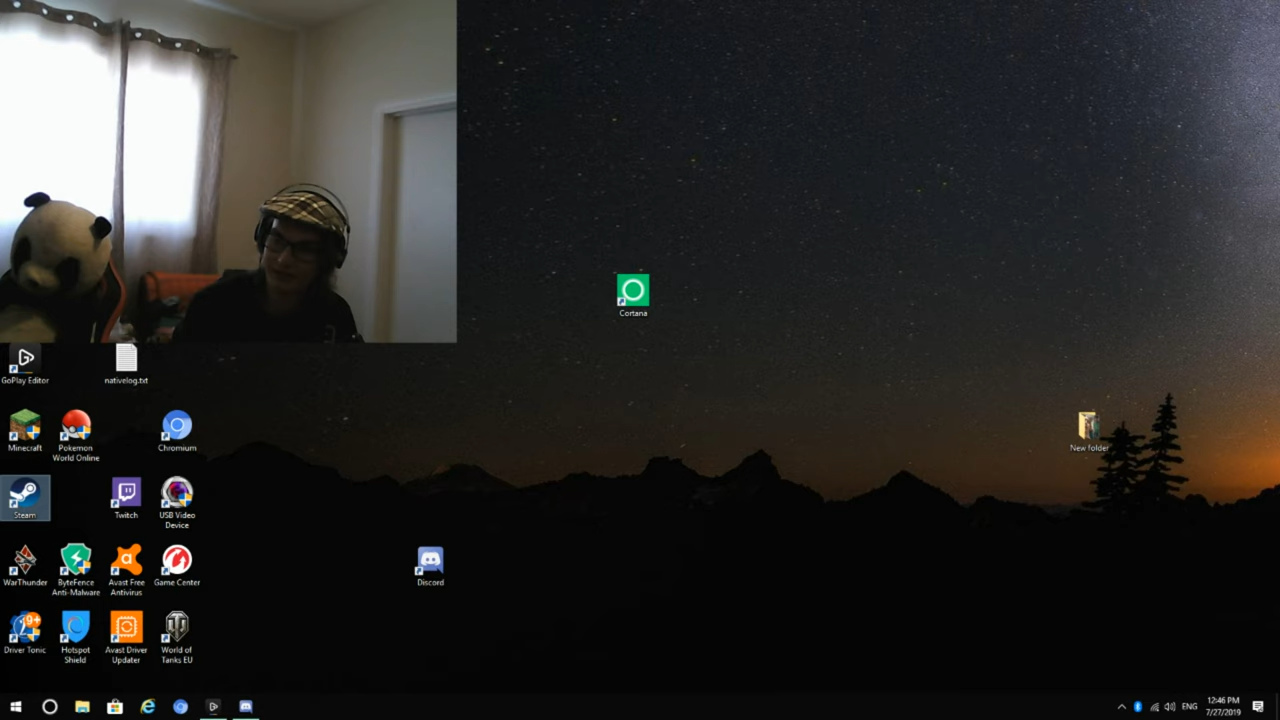 Cortana
GoPlay Editor
nativelog.txt
Minecraft
Pokemon
World Online
Chromium
New folder
Steam
Twitch
USB Video
Device
WarThunder
ByteFence
Anti-Malware
Avast Free
Antivirus
Game Center
Discord
9+
Driver Tonic
Hotspot
Shield
Avast Driver
Updater
World of
Tanks EU
ENG
12:46 PM
7/27/2019